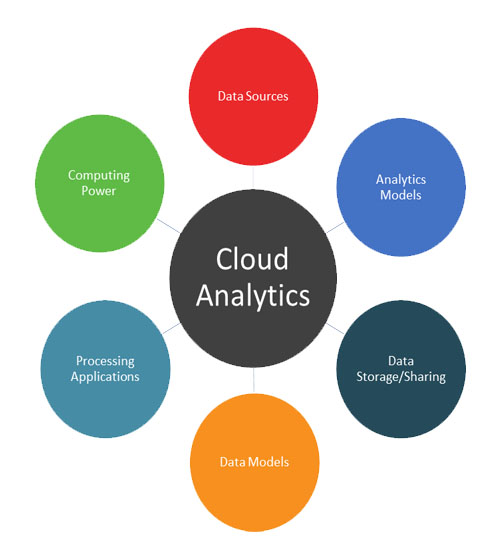 Data Sources
Computing
Power
Analytics
Models
Cloud
Analytics
Processing
Applications
Data
Storage/Sharing
Data Models